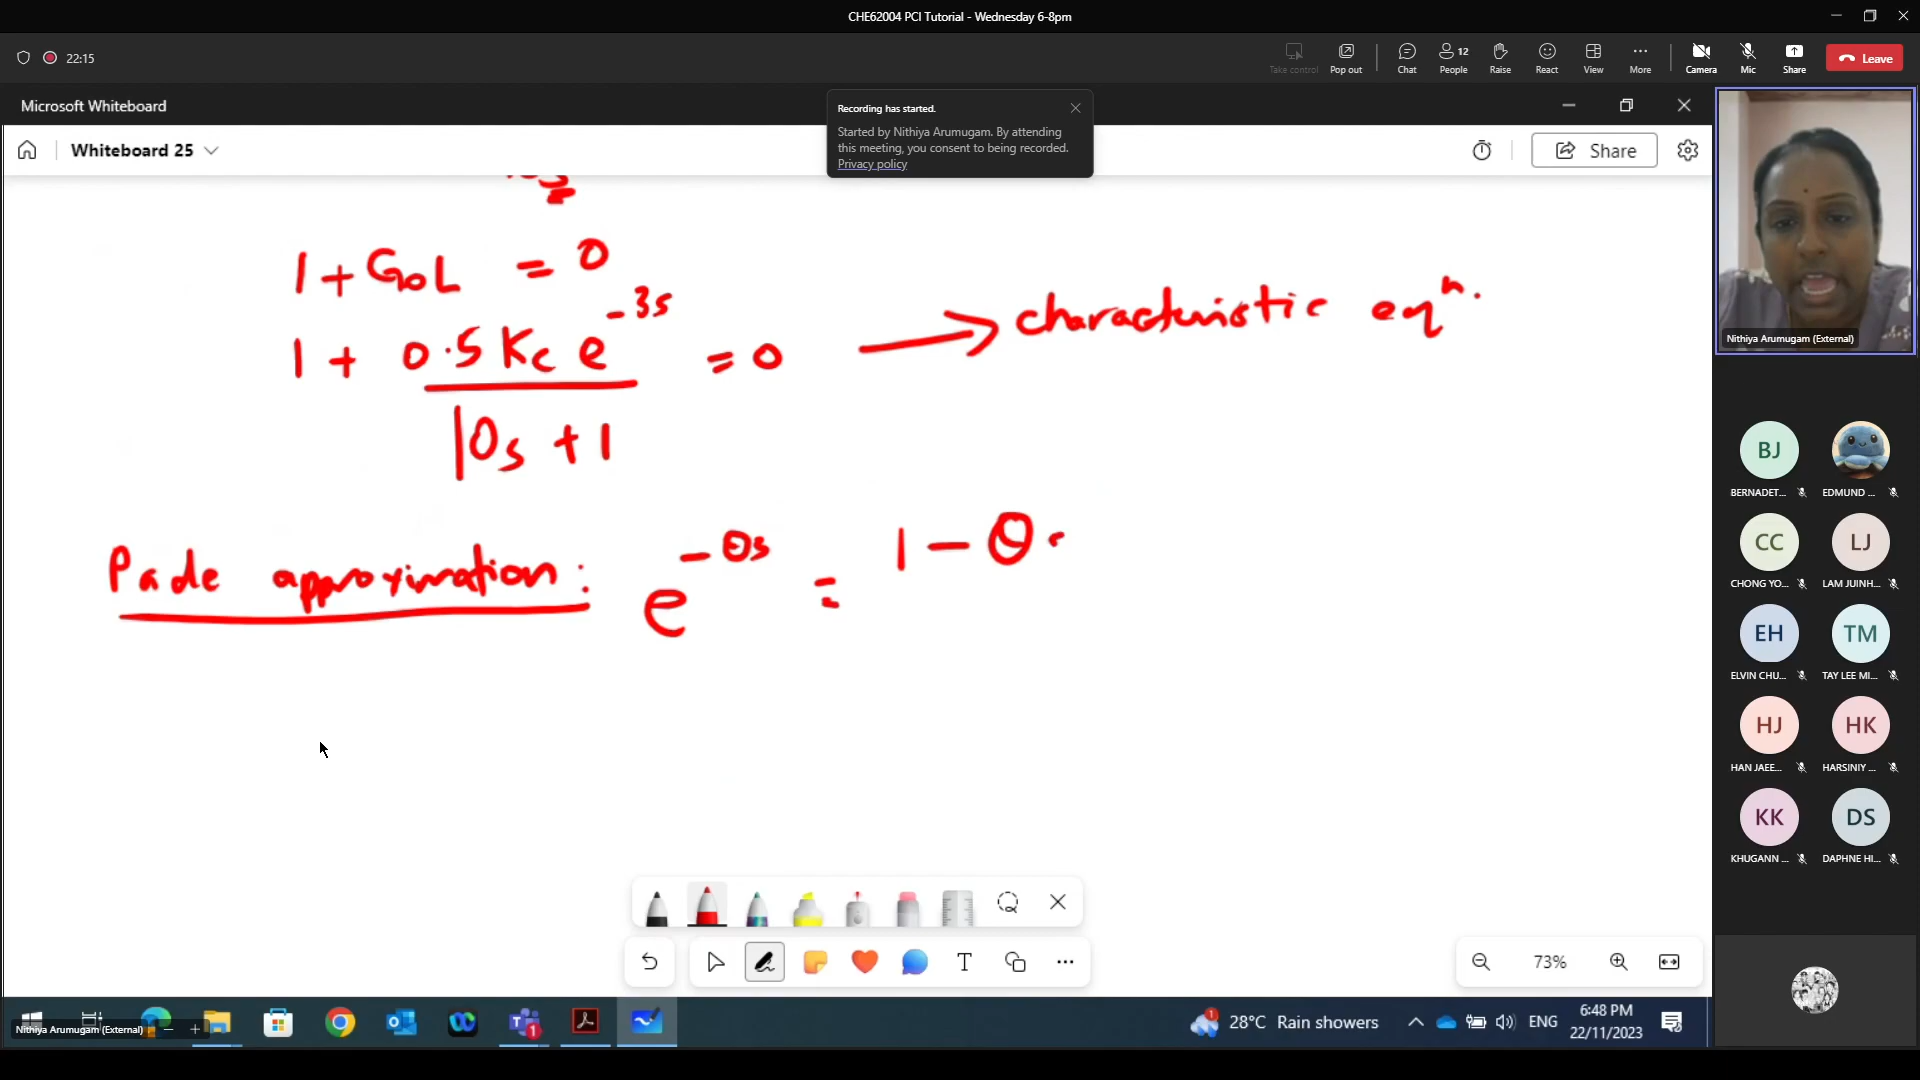 CHE62004 PCI Tutorial - Wednesday 6-8pm
22:15
Take control
Pop out
Chat
12
People
Raise
React
View
More
Camera
Mic
Share
Leave
Microsoft Whiteboard
Recording has started.
Started by Nithiya Arumugam. By attending
this meeting, you consent to being recorded.
Privacy policy
Whiteboard 25
Share
1 + GOL = 0
1 + 0.5 Kc e^-3s / 10s + 1 = 0 → characteristic eqⁿ.
Pade approximation: e^-θs = 1 - θ
Nithiya Arumugam (External)
BJ
BERNADET...
EDMUND ...
CC
CHONG YO...
LJ
LAM JUINH...
EH
ELVIN CHU...
TM
TAY LEE MI...
HJ
HAN JAEE...
HK
HARSINIY ...
KK
KHUGANN ...
DS
DAPHNE HI...
73%
Nithiya Arumugam (External)
1
1
28°C Rain showers
ENG
6:48 PM
22/11/2023